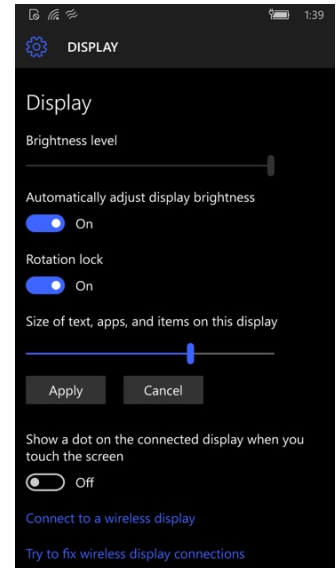 1:39
DISPLAY
Display
Brightness level
Automatically adjust display brightness
On
Rotation lock
On
Size of text, apps, and items on this display
Apply Cancel
Show a dot on the connected display when you
touch the screen
Off
Connect to a wireless display
Try to fix wireless display connections